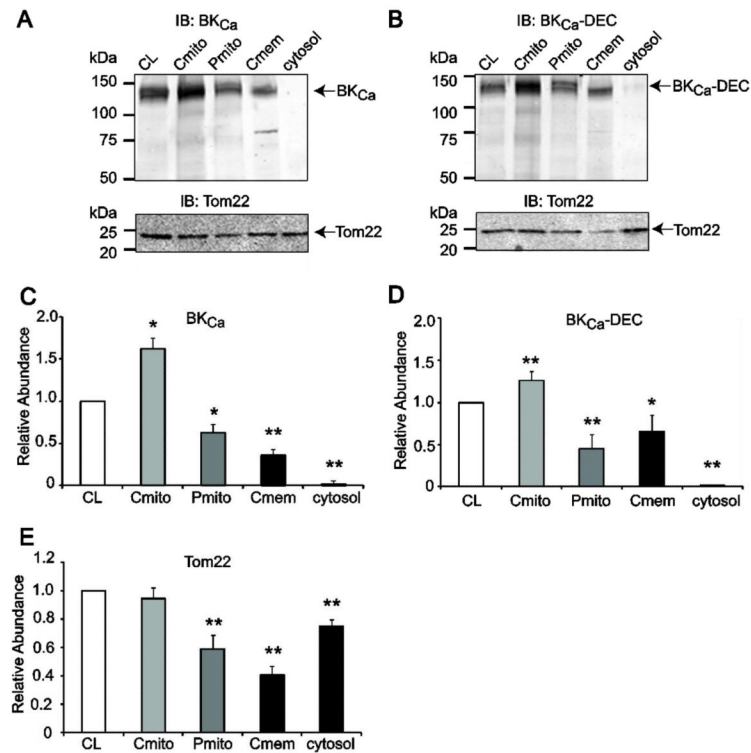 A
IB: BKCa
kDa
CL Cmito Pmito Cmem cytosol
150
100
75
50
BKCa
IB: Tom22
kDa
25
20
Tom22
B
IB: BKCa-DEC
kDa
CL Cmito Pmito Cmem cytosol
150
100
75
50
BKCa-DEC
IB: Tom22
kDa
25
20
Tom22
C
BKCa
Relative Abundance
2.0
1.5
1.0
0.5
0
*
*
**
**
CL Cmito Pmito Cmem cytosol
D
BKCa-DEC
Relative Abundance
2.0
1.5
1.0
0.5
0
**
**
*
**
CL Cmito Pmito Cmem cytosol
E
Tom22
Relative Abundance
1.2
1.0
0.8
0.6
0.4
0.2
0
**
**
**
CL Cmito Pmito Cmem cytosol